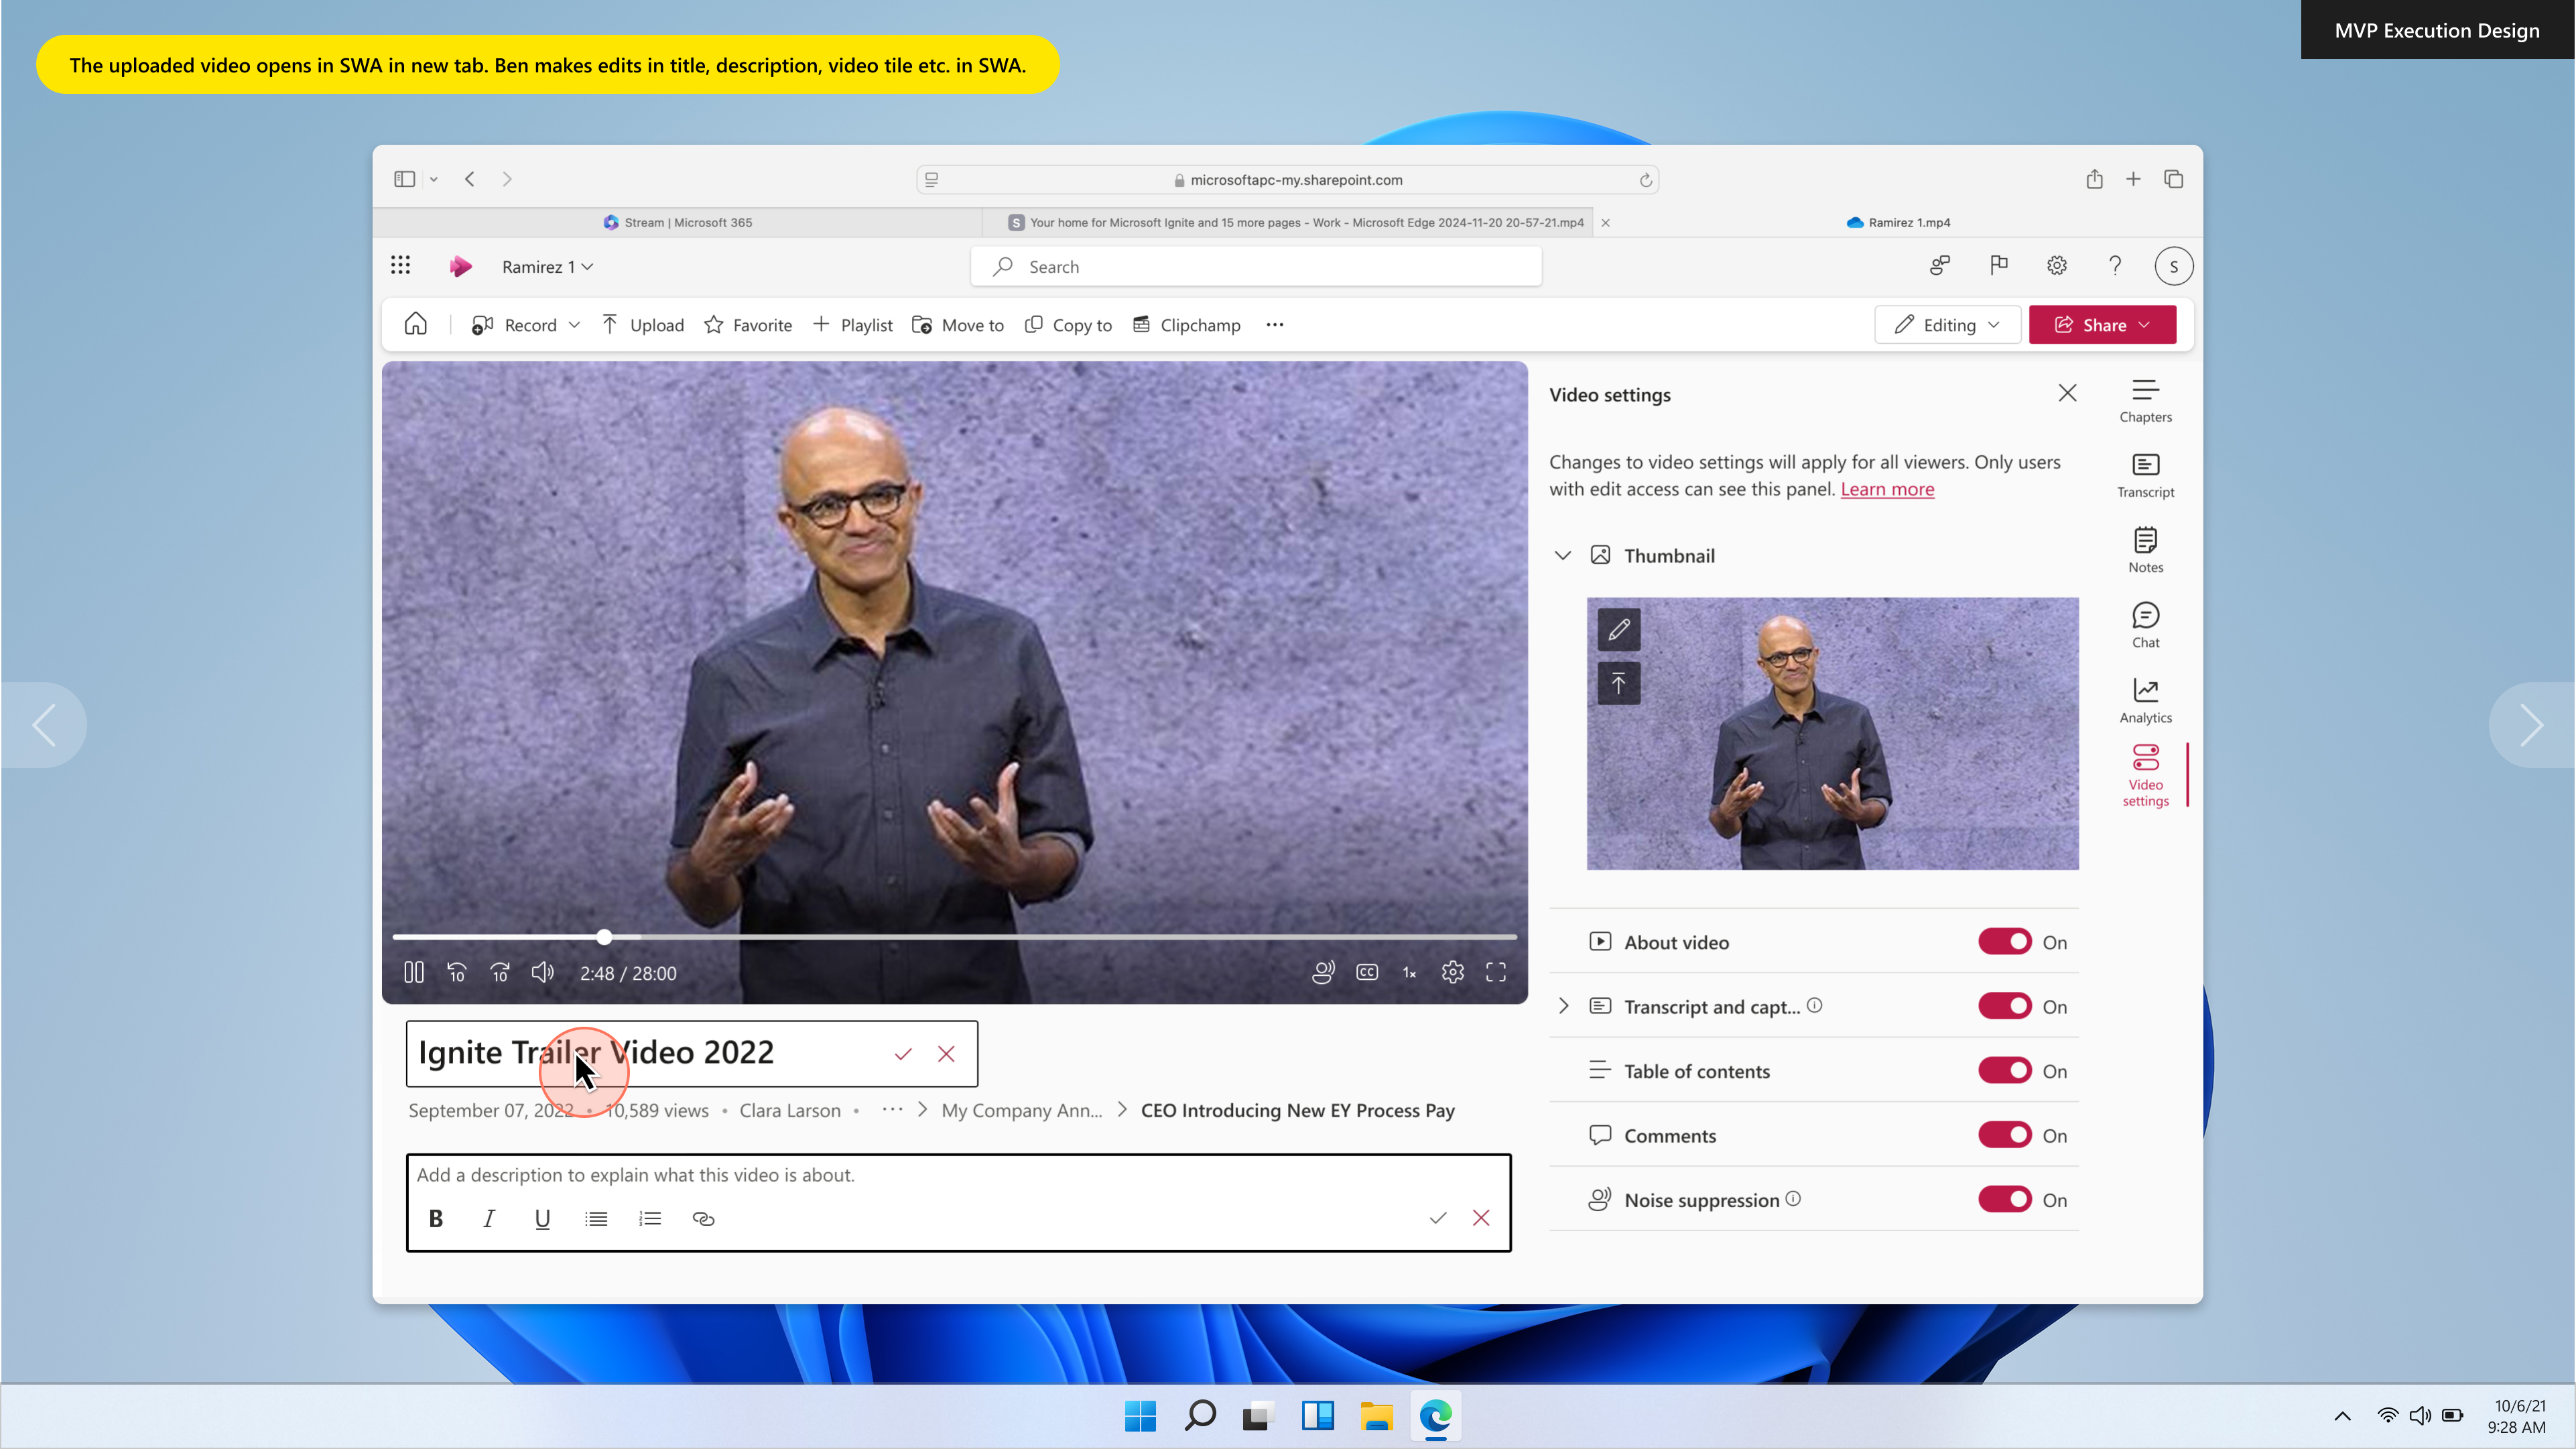 MVP Execution Design
The uploaded video opens in SWA in new tab. Ben makes edits in title, description, video tile etc. in SWA.
microsoftapc-my.sharepoint.com
Stream | Microsoft 365
S Your home for Microsoft Ignite and 15 more pages - Work - Microsoft Edge 2024-11-20 20-57-21.mp4
Ramirez 1.mp4
Ramirez 1
Search
S
Record
Upload
Favorite
Playlist
Move to
Copy to
Clipchamp
Editing
Share
Video settings
Changes to video settings will apply for all viewers. Only users
with edit access can see this panel. Learn more
Thumbnail
About video On
Transcript and capt... On
Table of contents On
Comments On
Noise suppression On
Chapters
Transcript
Notes
Chat
Analytics
Video
settings
10
10
2:48 / 28:00
CC
1x
Ignite Trailer Video 2022
September 07, 2022 • 10,589 views • Clara Larson • ··· > My Company Ann... > CEO Introducing New EY Process Pay
Add a description to explain what this video is about.
B I U
10/6/21
9:28 AM